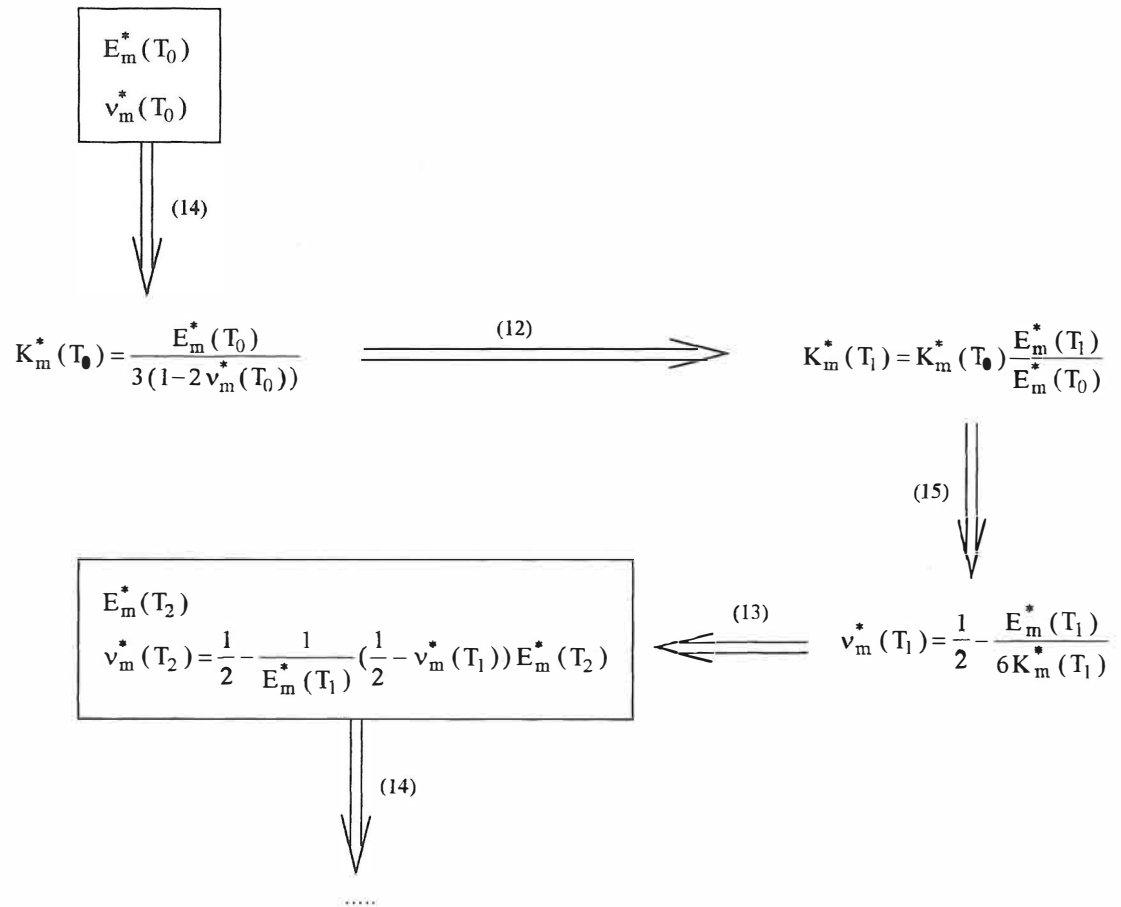 E*m(T0)
ν*m(T0)
(14)
K*m(T0) = E*m(T0) / 3(1−2ν*m(T0))
(12)
K*m(T1) = K*m(T0) E*m(T1) / E*m(T0)
(15)
ν*m(T1) = 1/2 − E*m(T1) / 6K*m(T1)
(13)
E*m(T2)
ν*m(T2) = 1/2 − 1/E*m(T1) (1/2 − ν*m(T1)) E*m(T2)
(14)
.....